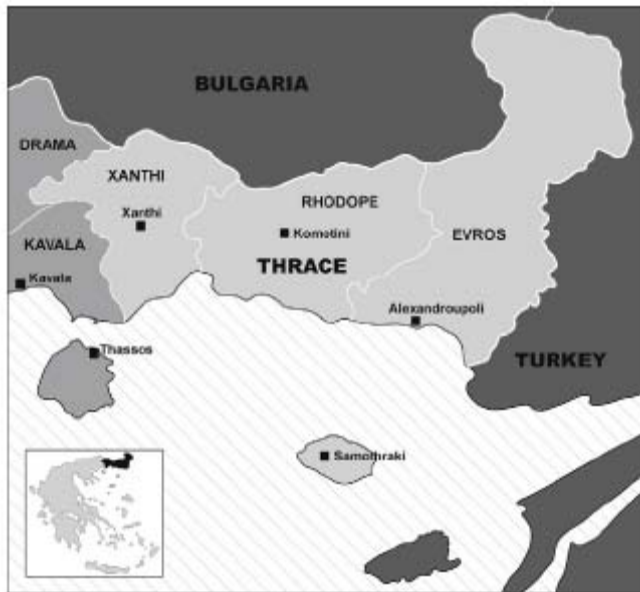 BULGARIA
DRAMA
XANTHI
RHODOPE
Xanthi
Komotini
EVROS
KAVALA
THRACE
Kavala
Alexandroupoli
Thassos
TURKEY
Samothraki